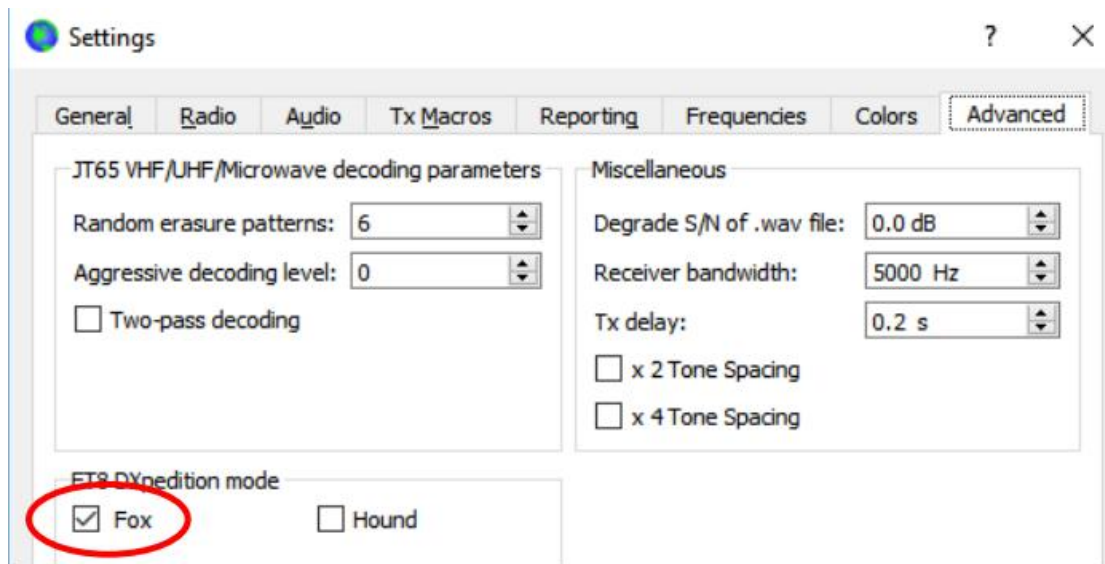 Settings
General Radio Audio Tx Macros Reporting Frequencies Colors Advanced
JT65 VHF/UHF/Microwave decoding parameters
Random erasure patterns: 6
Aggressive decoding level: 0
Two-pass decoding
Miscellaneous
Degrade S/N of .wav file: 0.0 dB
Receiver bandwidth: 5000 Hz
Tx delay: 0.2 s
x 2 Tone Spacing
x 4 Tone Spacing
FT8 DXpedition mode
Fox Hound